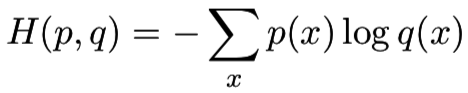 H(p, q) = − ∑ p(x) log q(x)
x